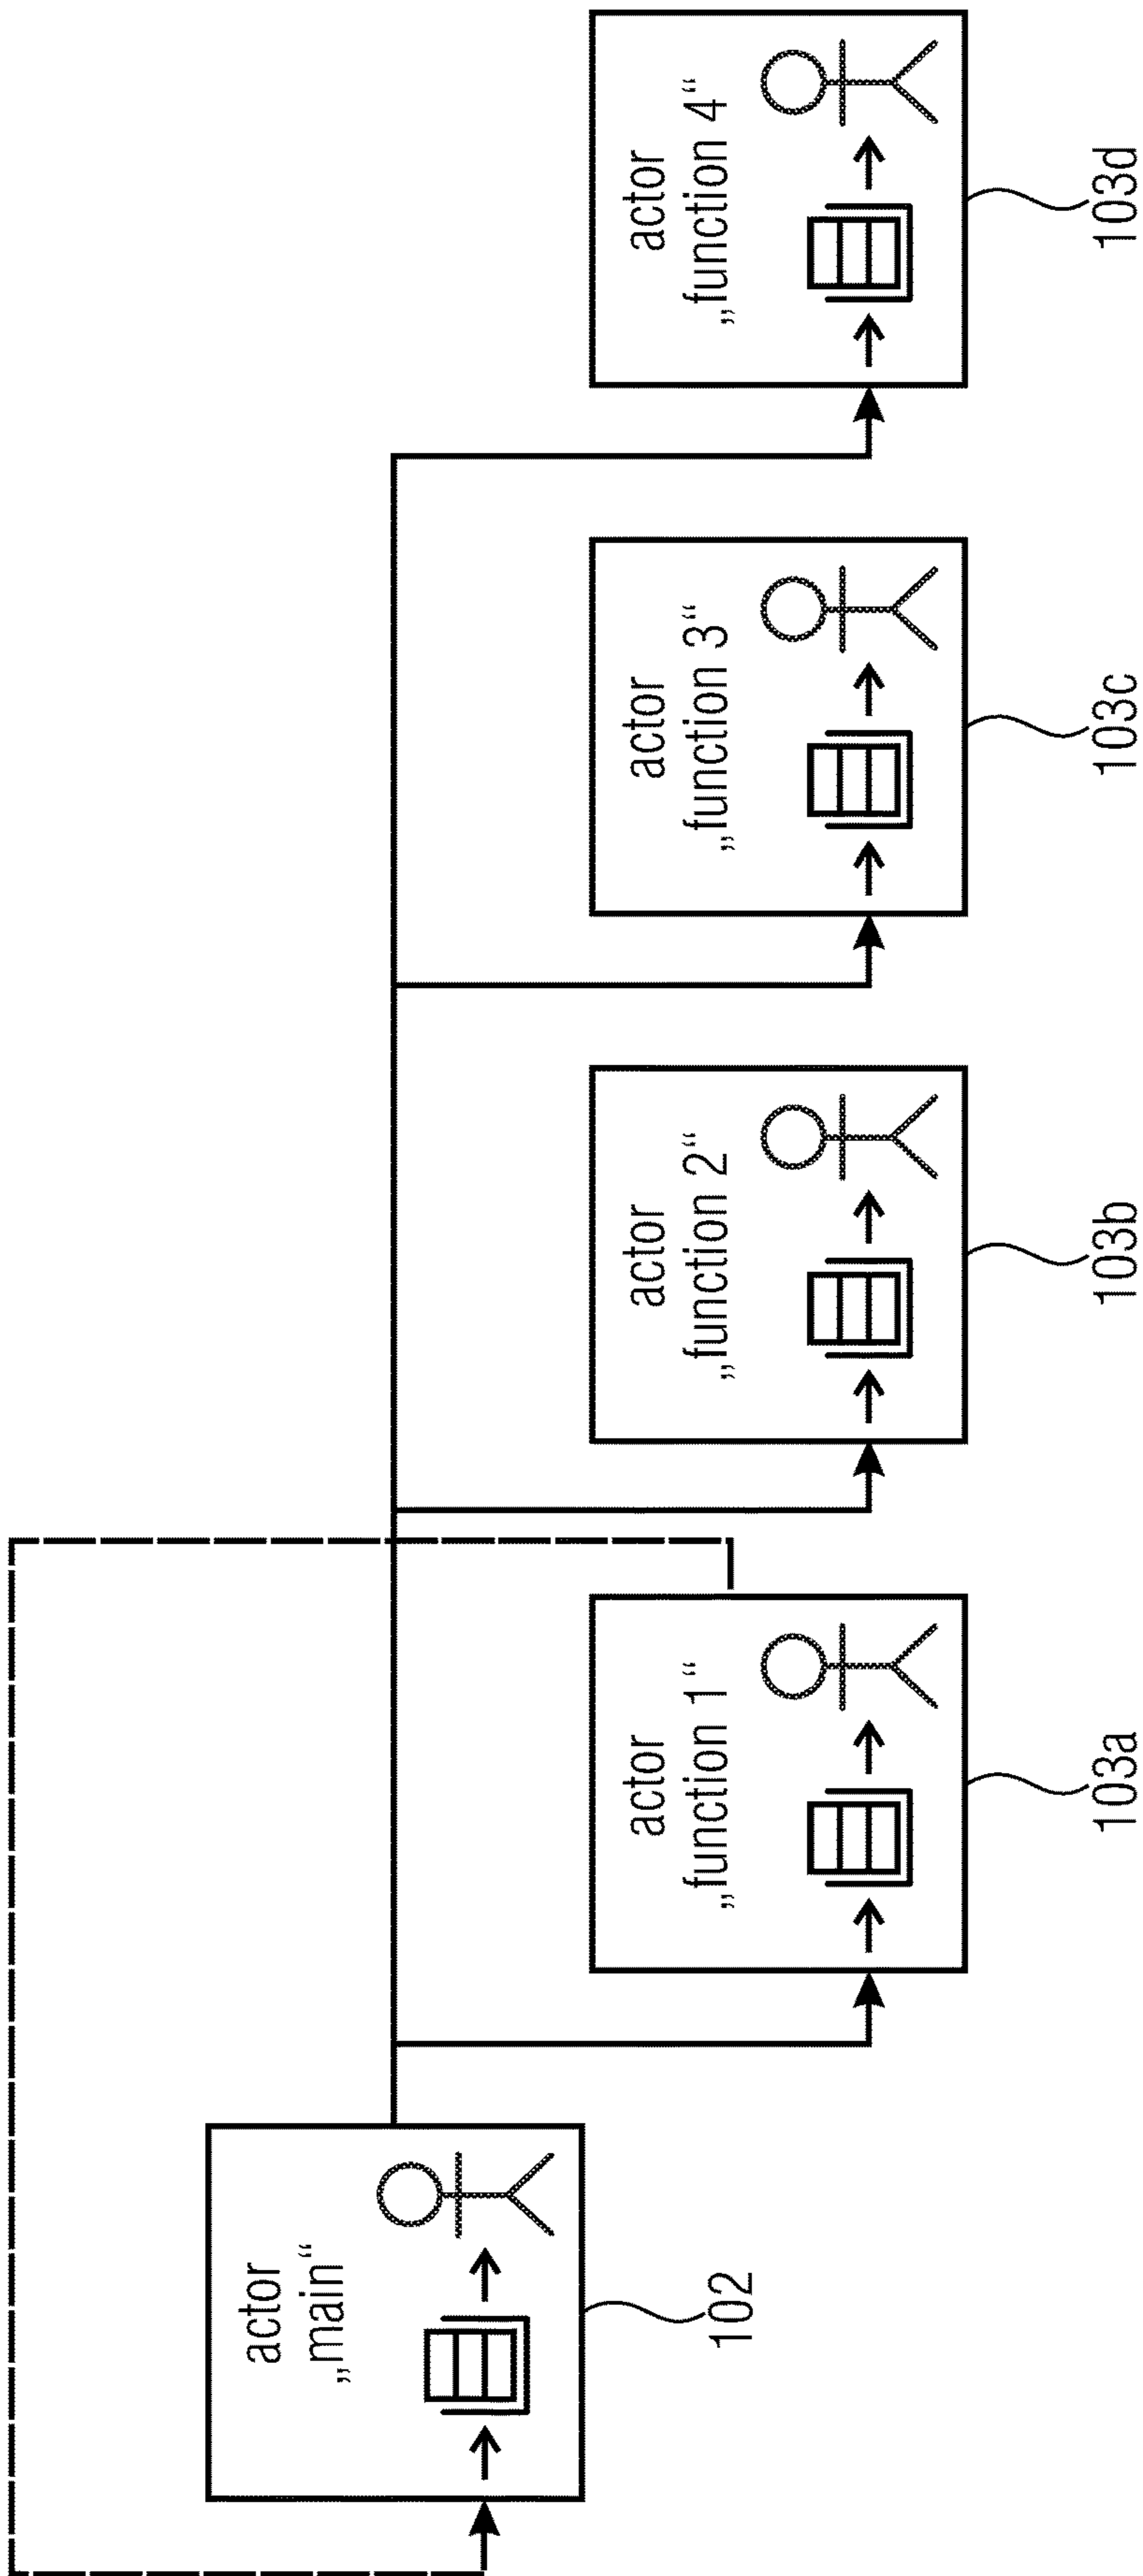 actor
„main“
102
actor
„function 1“
103a
actor
„function 2“
103b
actor
„function 3“
103c
actor
„function 4“
103d